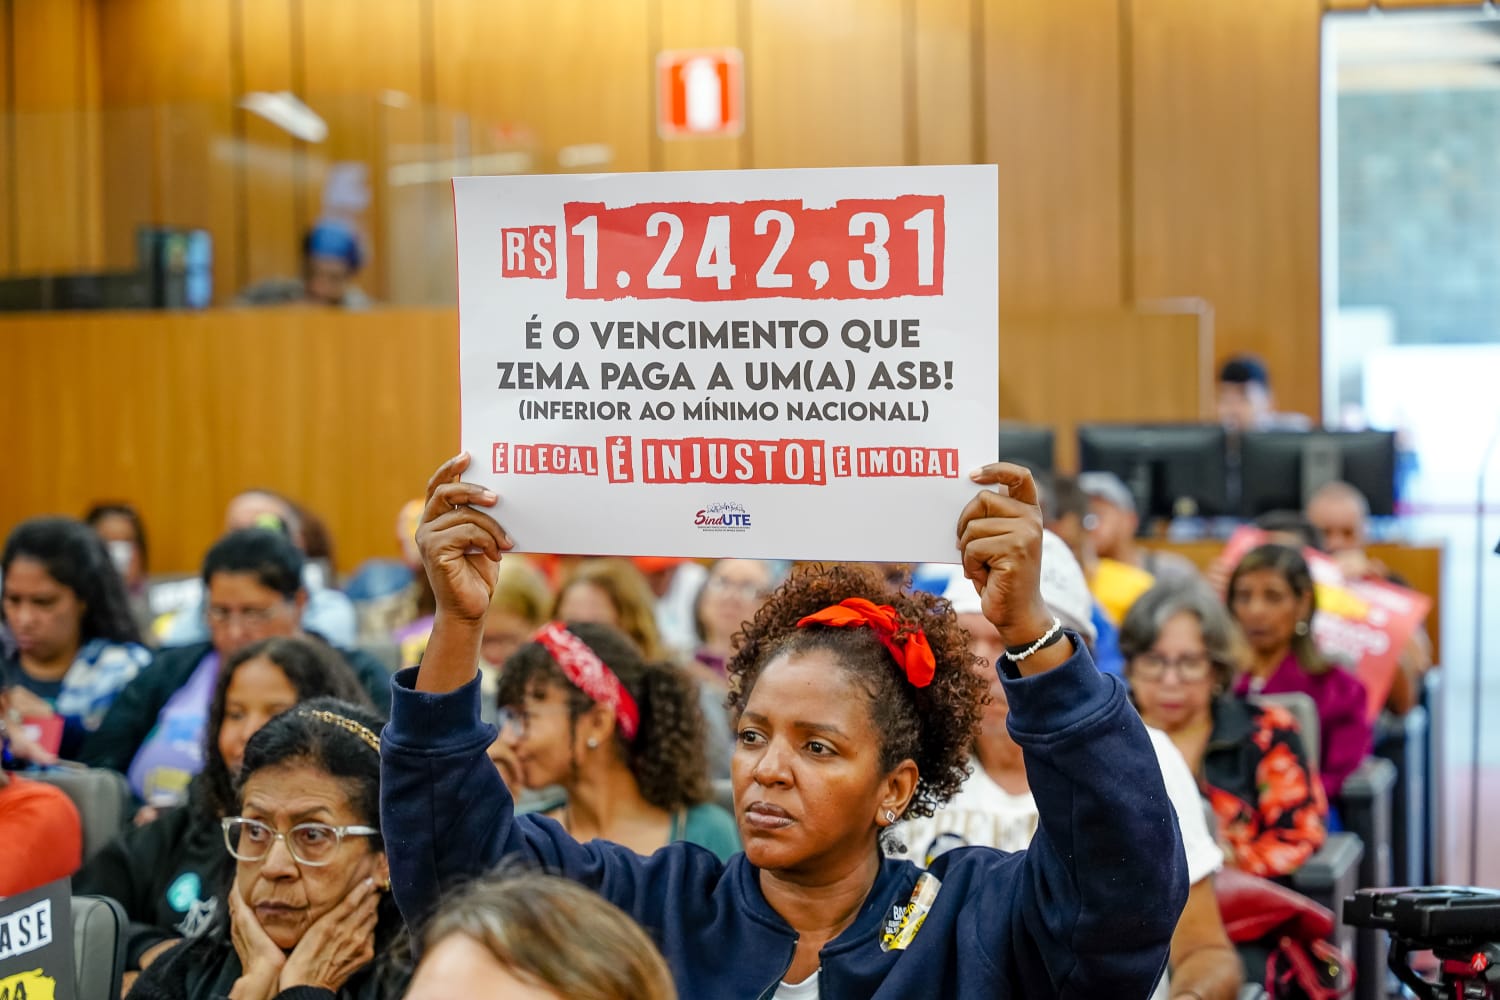 R$ 1.242,31
É O VENCIMENTO QUE
ZEMA PAGA A UM(A) ASB!
(INFERIOR AO MÍNIMO NACIONAL)
É ILEGAL É INJUSTO! É IMORAL
SindUTE
ASE